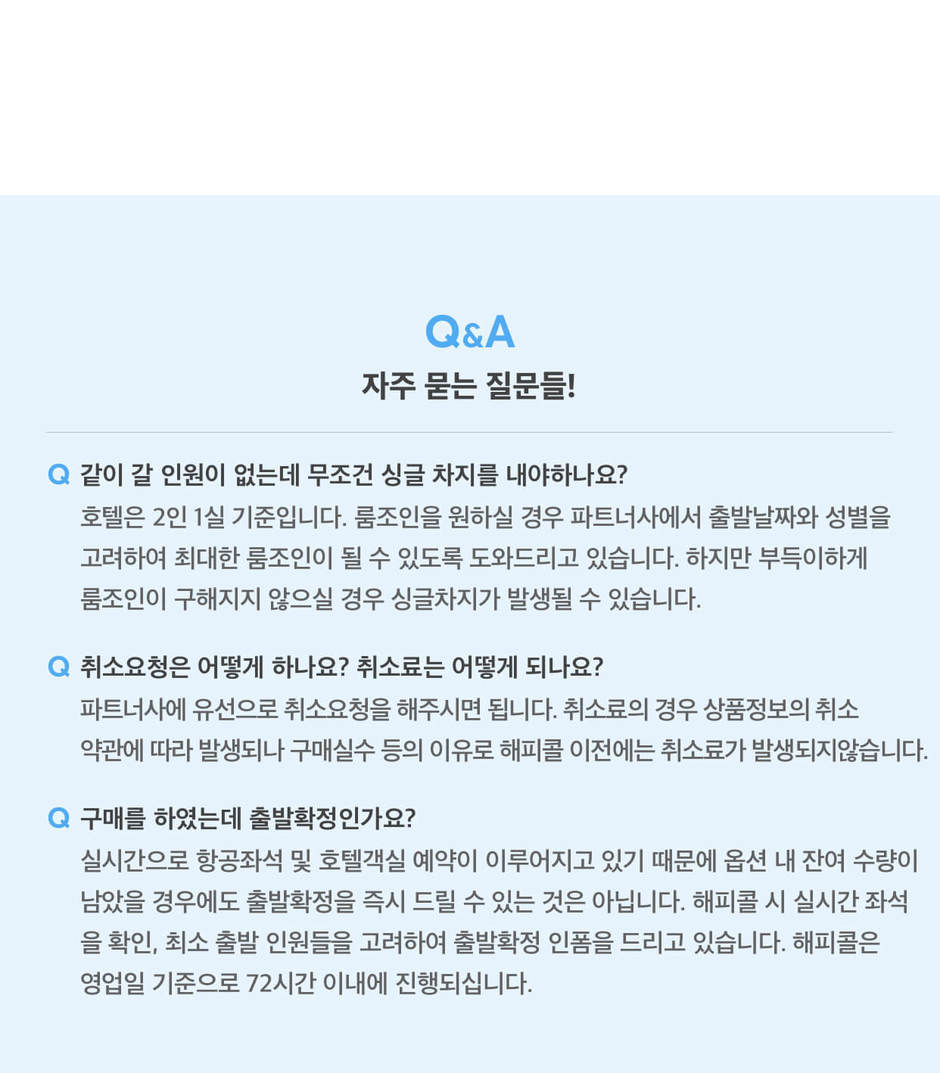 Q&A
자주 묻는 질문들!
Q 같이 갈 인원이 없는데 무조건 싱글 차지를 내야하나요?
호텔은 2인 1실 기준입니다. 룸조인을 원하실 경우 파트너사에서 출발날짜와 성별을
고려하여 최대한 룸조인이 될 수 있도록 도와드리고 있습니다. 하지만 부득이하게
룸조인이 구해지지 않으실 경우 싱글차지가 발생될 수 있습니다.
Q 취소요청은 어떻게 하나요? 취소료는 어떻게 되나요?
파트너사에 유선으로 취소요청을 해주시면 됩니다. 취소료의 경우 상품정보의 취소
약관에 따라 발생되나 구매실수 등의 이유로 해피콜 이전에는 취소료가 발생되지않습니다.
Q 구매를 하였는데 출발확정인가요?
실시간으로 항공좌석 및 호텔객실 예약이 이루어지고 있기 때문에 옵션 내 잔여 수량이
남았을 경우에도 출발확정을 즉시 드릴 수 있는 것은 아닙니다. 해피콜 시 실시간 좌석
을 확인, 최소 출발 인원들을 고려하여 출발확정 인폼을 드리고 있습니다. 해피콜은
영업일 기준으로 72시간 이내에 진행되십니다.